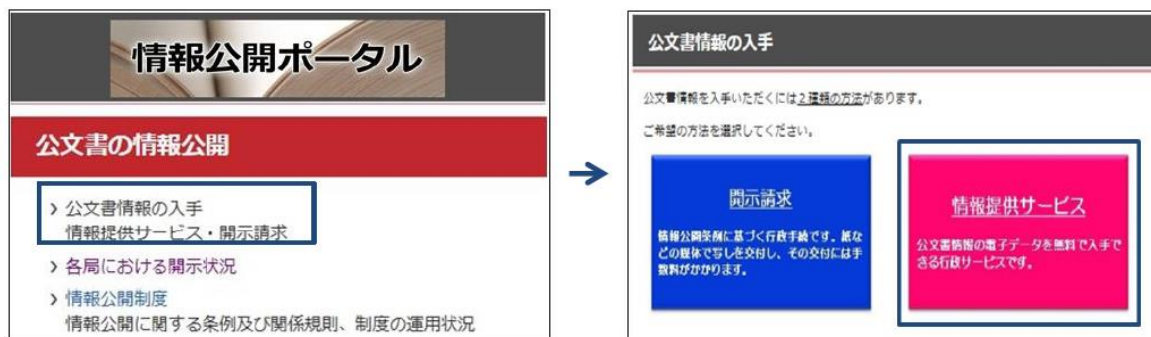 情報公開ポータル
公文書の情報公開
› 公文書情報の入手
情報提供サービス・開示請求
› 各局における開示状況
› 情報公開制度
情報公開に関する条例及び関係規則、制度の運用状況
公文書情報の入手
公文書情報を入手いただくには２種類の方法があります。
ご希望の方法を選択してください。
開示請求
情報公開条例に基づく行政手続です。紙な
どの媒体で写しを交付し、その交付には手
数料がかかります。
情報提供サービス
公文書情報の電子データを無料で入手で
きる行政サービスです。